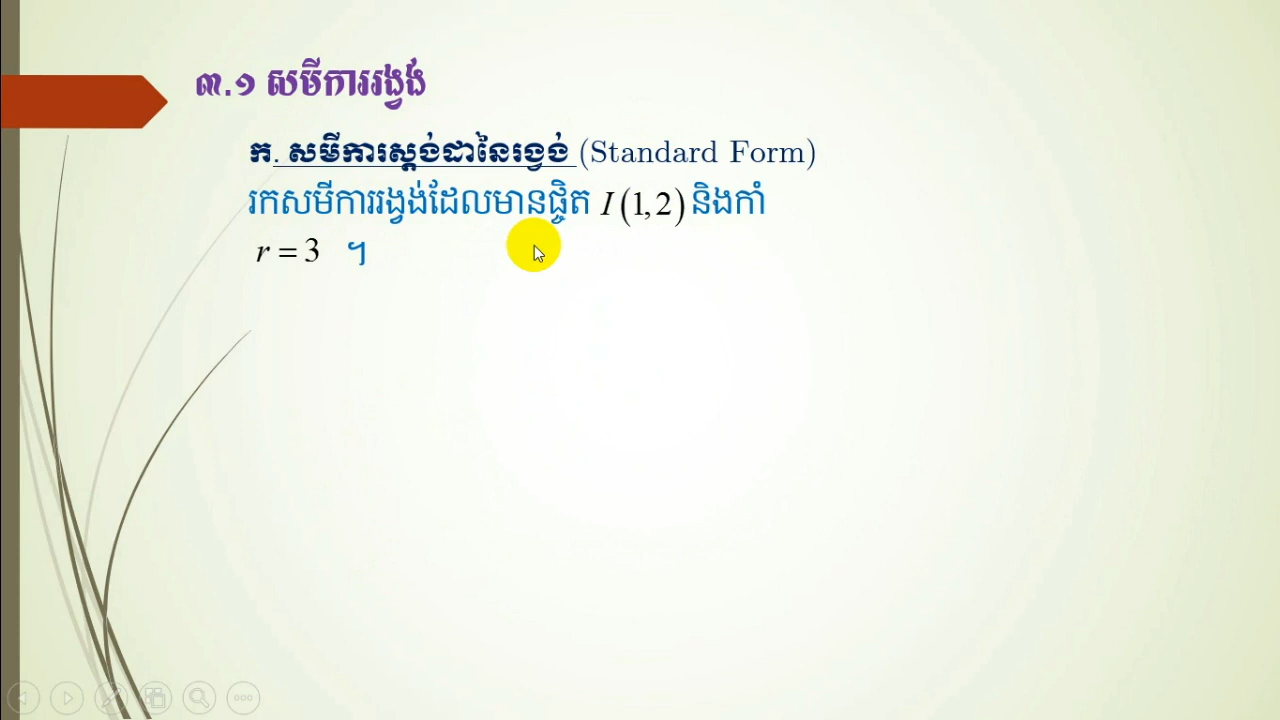 ៣.១ សមីការរង្វង់
ក. សមីការស្តង់ដានៃរង្វង់ (Standard Form)
រកសមីការរង្វង់ដែលមានផ្ចិត I(1,2) និងកាំ
r = 3 ។